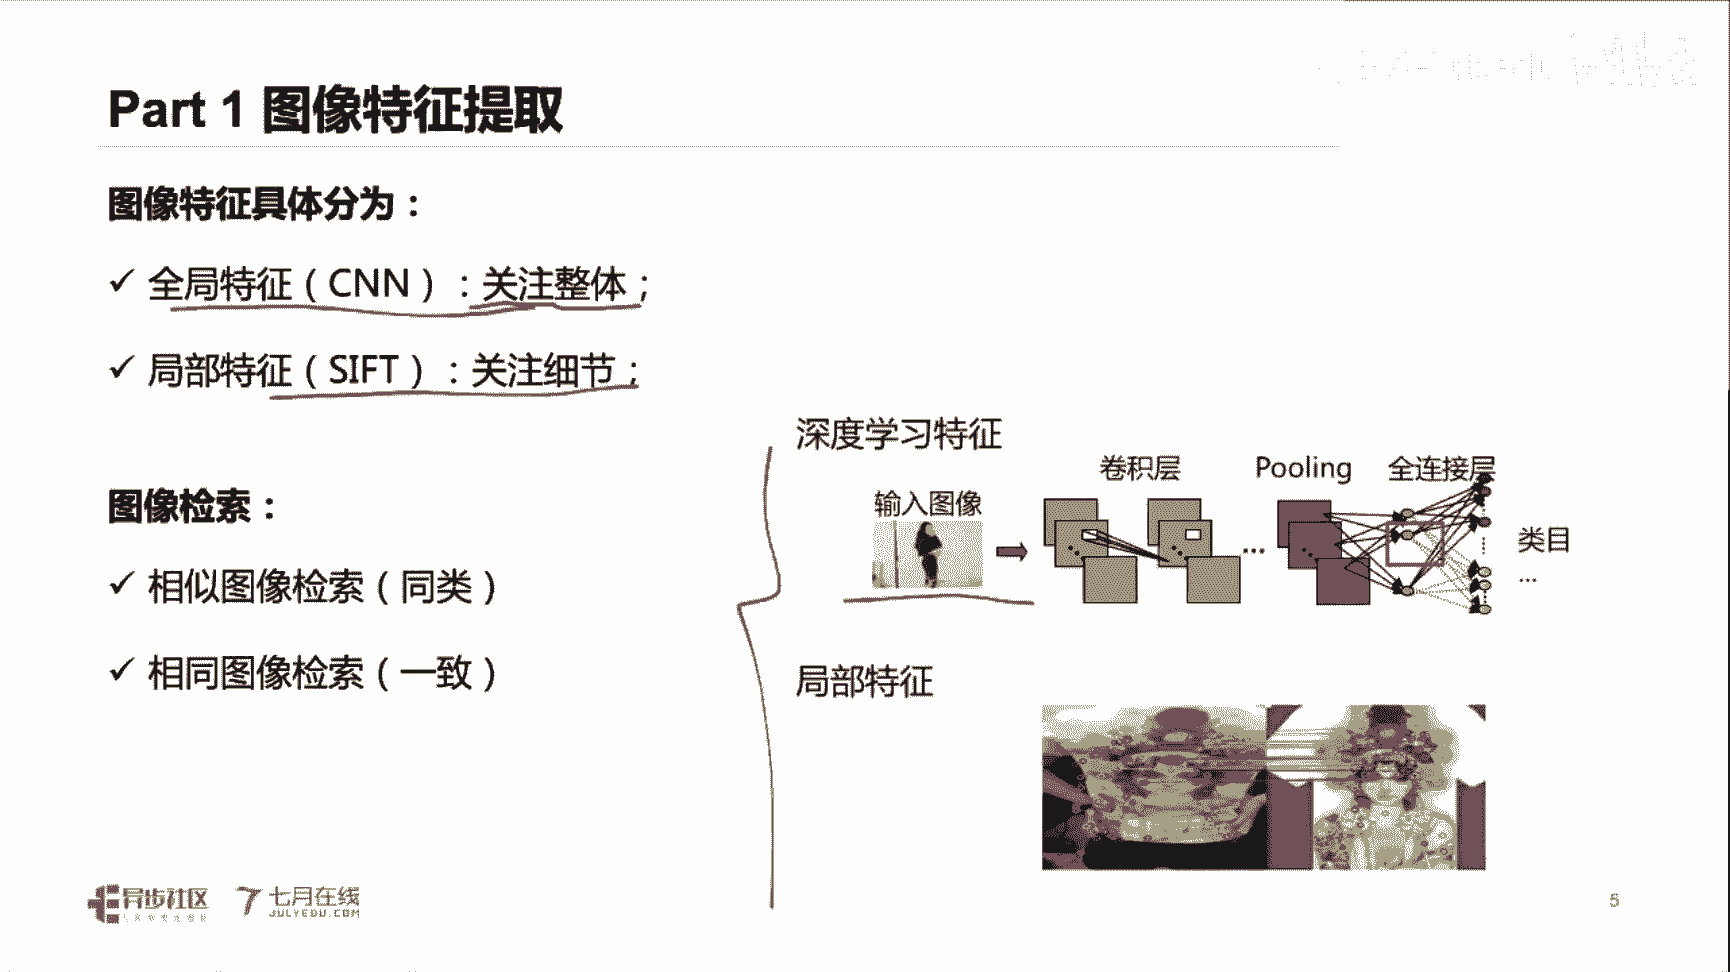 Part 1 图像特征提取
图像特征具体分为：
✓ 全局特征（CNN）：关注整体；
✓ 局部特征（SIFT）：关注细节；
图像检索：
✓ 相似图像检索（同类）
✓ 相同图像检索（一致）
深度学习特征
输入图像
卷积层
Pooling
全连接层
类目
...
局部特征
异步社区
七月在线
JULYEDU.COM
5